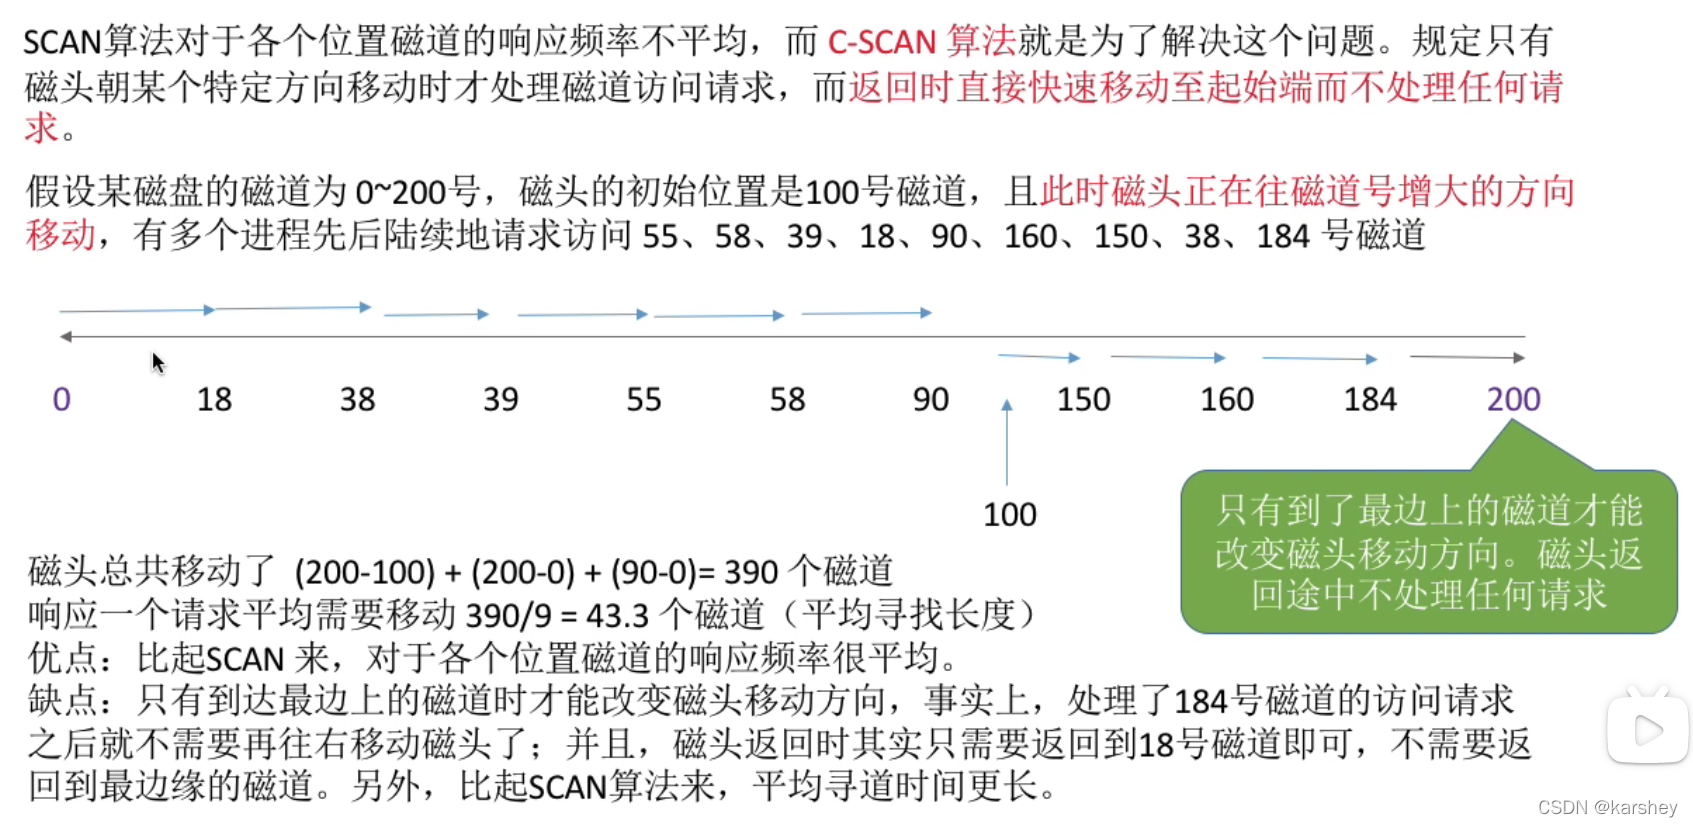 SCAN算法对于各个位置磁道的响应频率不平均，而 C-SCAN 算法就是为了解决这个问题。规定只有
磁头朝某个特定方向移动时才处理磁道访问请求，而返回时直接快速移动至起始端而不处理任何请
求。
假设某磁盘的磁道为 0~200号，磁头的初始位置是100号磁道，且此时磁头正在往磁道号增大的方向
移动，有多个进程先后陆续地请求访问 55、58、39、18、90、160、150、38、184 号磁道
0 18 38 39 55 58 90 150 160 184 200
100
只有到了最边上的磁道才能
改变磁头移动方向。磁头返
回途中不处理任何请求
磁头总共移动了 (200-100) + (200-0) + (90-0)= 390 个磁道
响应一个请求平均需要移动 390/9 = 43.3 个磁道（平均寻找长度）
优点：比起SCAN 来，对于各个位置磁道的响应频率很平均。
缺点：只有到达最边上的磁道时才能改变磁头移动方向，事实上，处理了184号磁道的访问请求
之后就不需要再往右移动磁头了；并且，磁头返回时其实只需要返回到18号磁道即可，不需要返
回到最边缘的磁道。另外，比起SCAN算法来，平均寻道时间更长。
CSDN @karshey